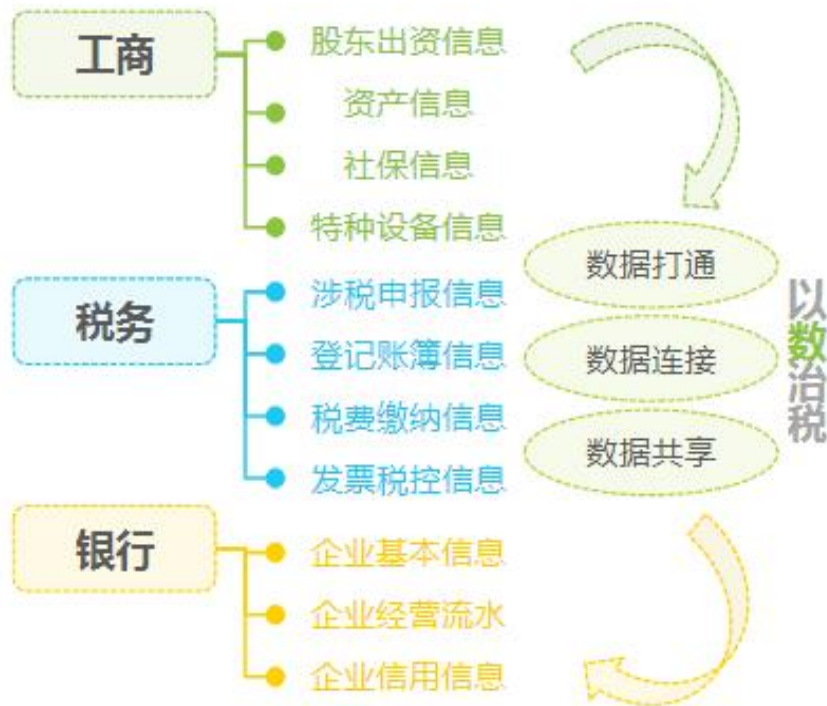 工商
股东出资信息
资产信息
社保信息
特种设备信息
税务
涉税申报信息
登记账簿信息
税费缴纳信息
发票税控信息
银行
企业基本信息
企业经营流水
企业信用信息
数据打通
数据连接
数据共享
以数治税